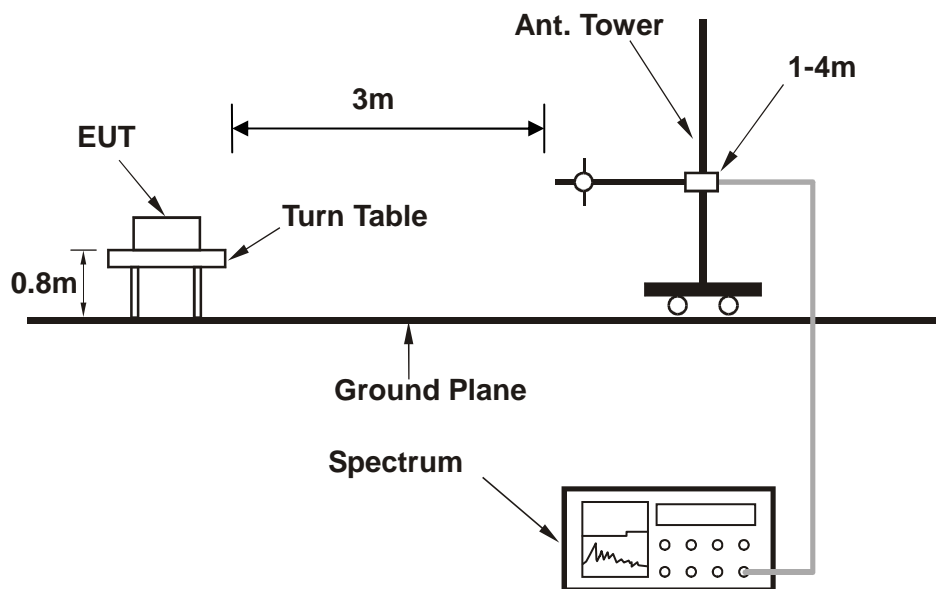 Ant. Tower
1-4m
3m
EUT
Turn Table
0.8m
Ground Plane
Spectrum